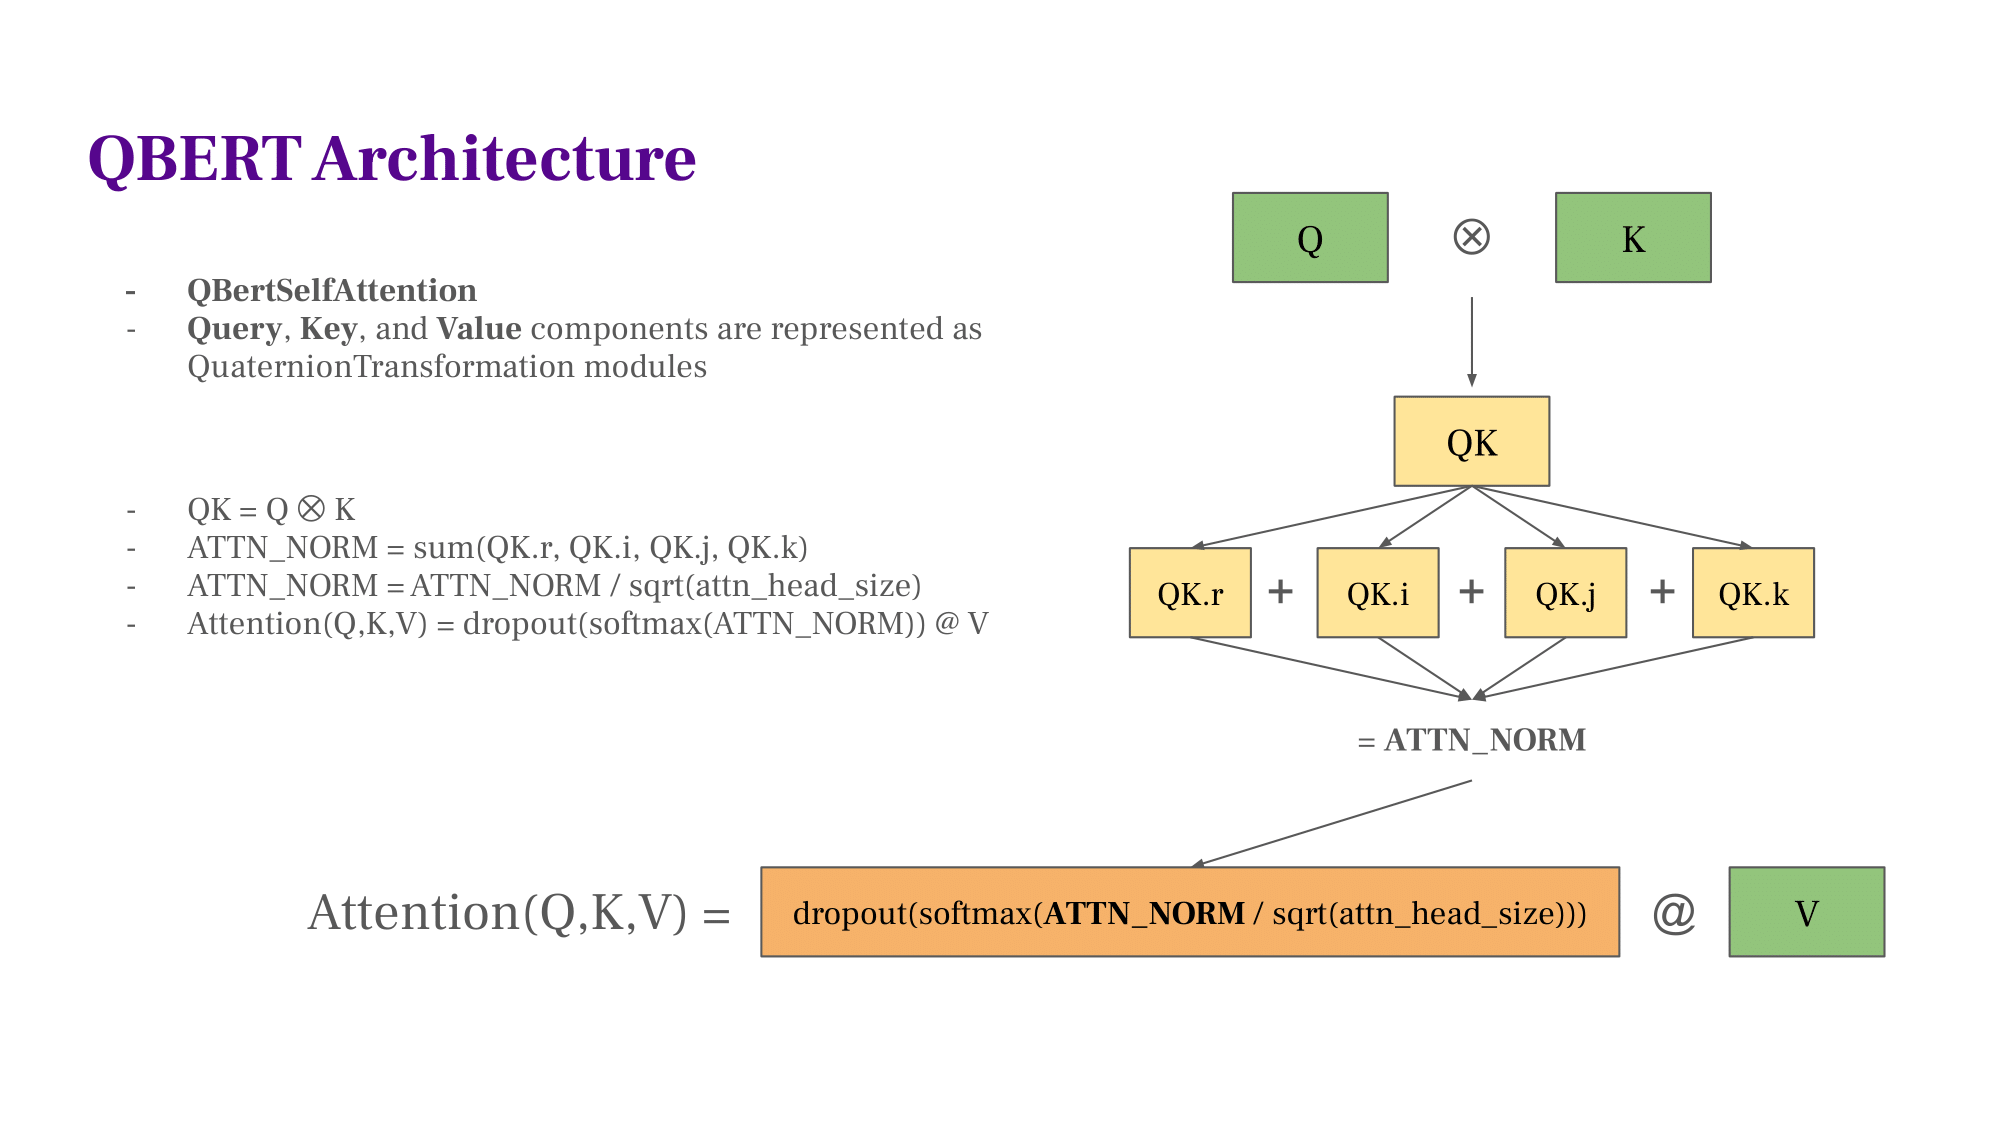 QBERT Architecture
- QBertSelfAttention
- Query, Key, and Value components are represented as
QuaternionTransformation modules
- QK = Q ⊗ K
- ATTN_NORM = sum(QK.r, QK.i, QK.j, QK.k)
- ATTN_NORM = ATTN_NORM / sqrt(attn_head_size)
- Attention(Q,K,V) = dropout(softmax(ATTN_NORM)) @ V
Q ⊗ K
QK
QK.r + QK.i + QK.j + QK.k
= ATTN_NORM
Attention(Q,K,V) = dropout(softmax(ATTN_NORM / sqrt(attn_head_size))) @ V